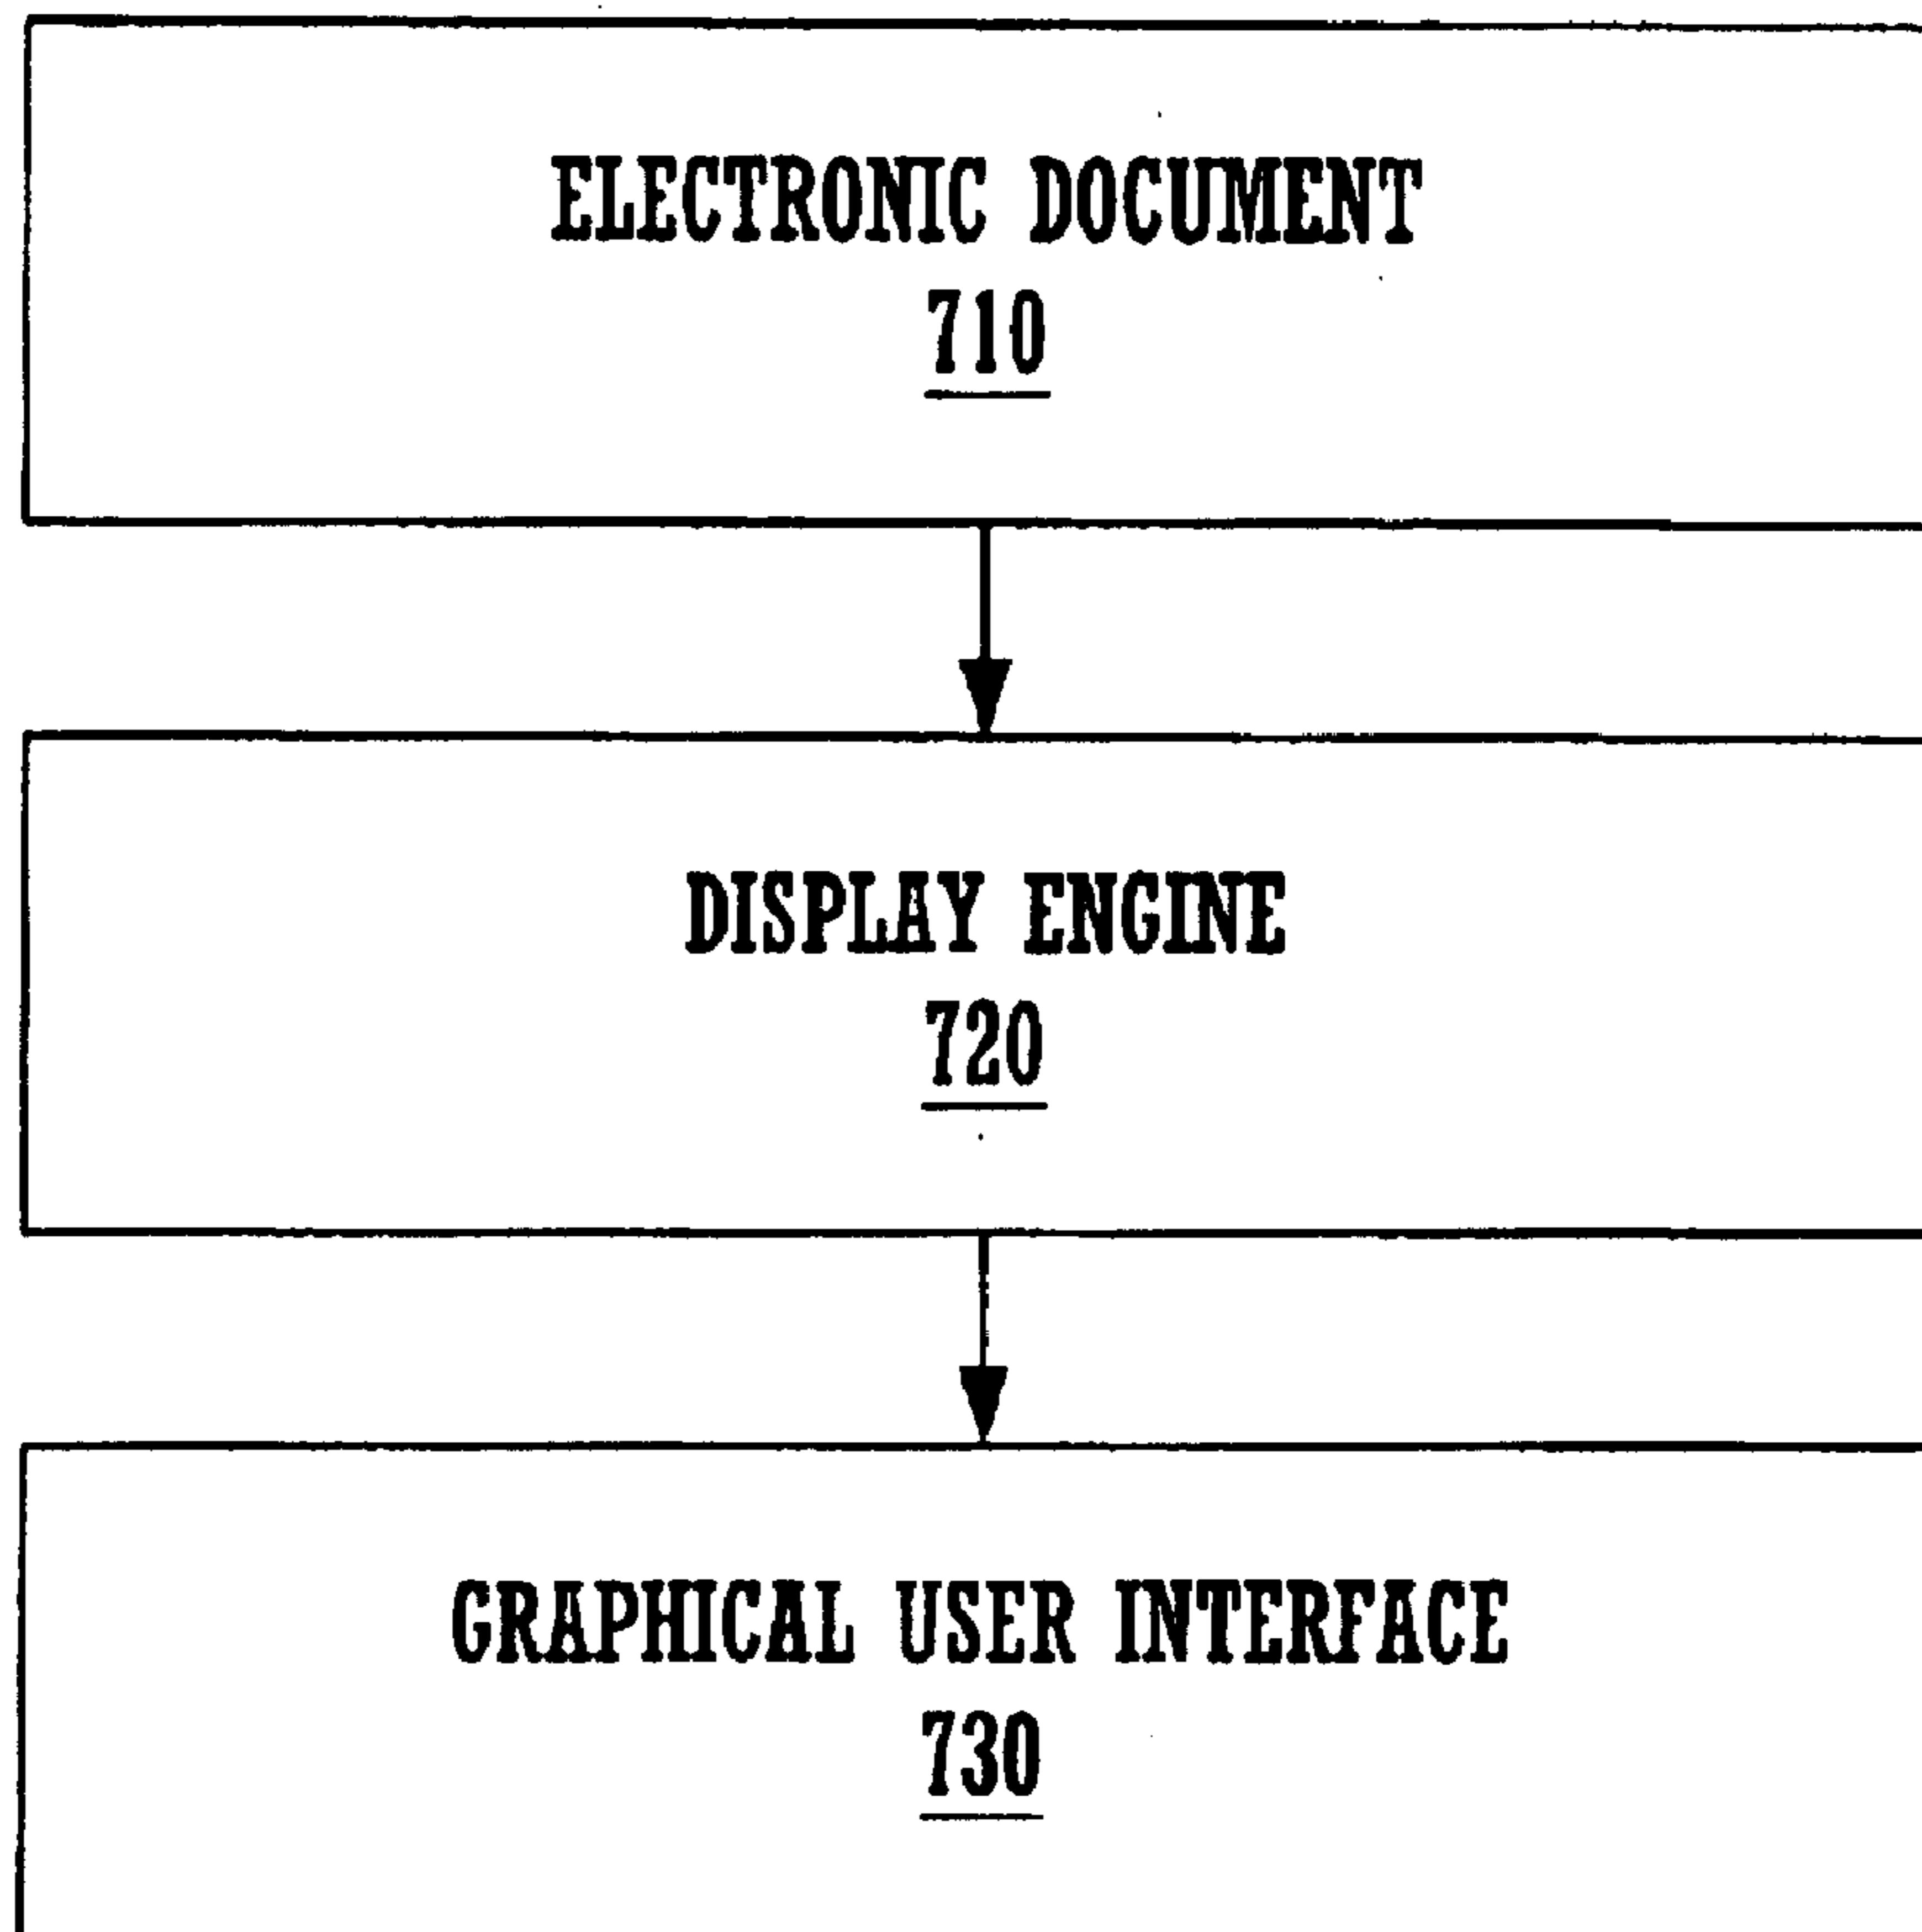 ELECTRONIC DOCUMENT
710
DISPLAY ENGINE
720
GRAPHICAL USER INTERFACE
730